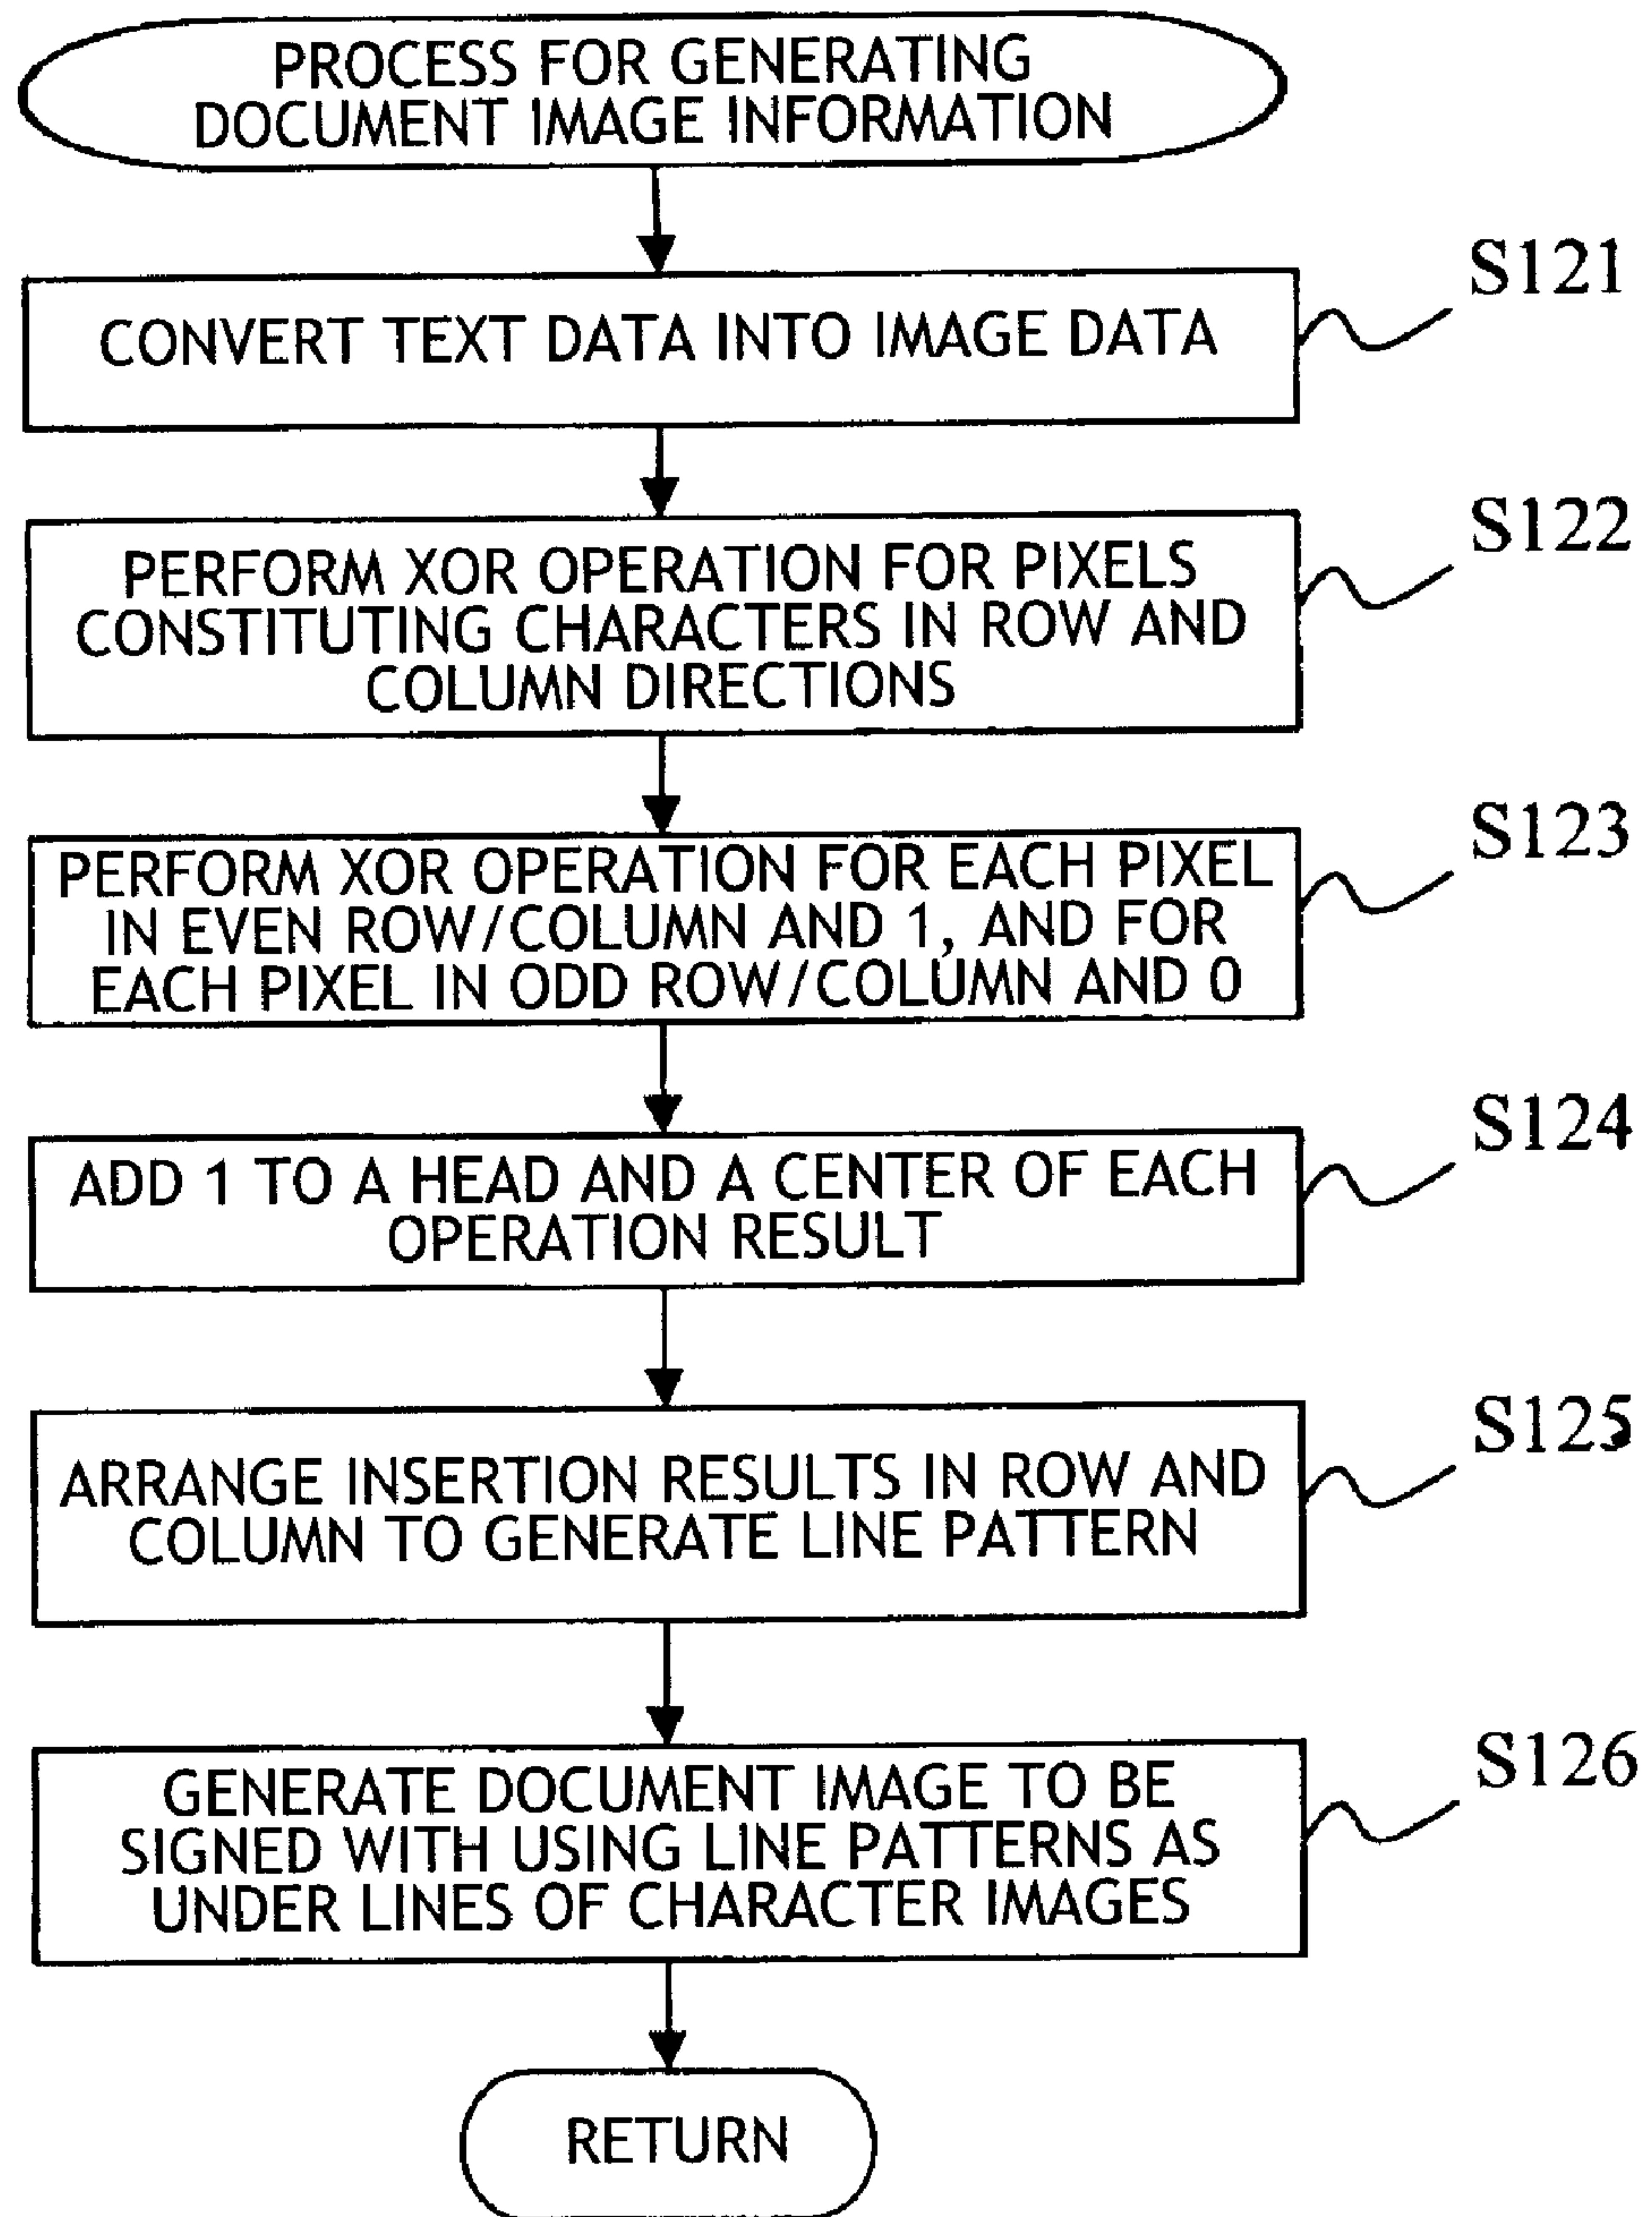 PROCESS FOR GENERATING
DOCUMENT IMAGE INFORMATION
S121
CONVERT TEXT DATA INTO IMAGE DATA
S122
PERFORM XOR OPERATION FOR PIXELS
CONSTITUTING CHARACTERS IN ROW AND
COLUMN DIRECTIONS
S123
PERFORM XOR OPERATION FOR EACH PIXEL
IN EVEN ROW/COLUMN AND 1, AND FOR
EACH PIXEL IN ODD ROW/COLUMN AND 0
S124
ADD 1 TO A HEAD AND A CENTER OF EACH
OPERATION RESULT
S125
ARRANGE INSERTION RESULTS IN ROW AND
COLUMN TO GENERATE LINE PATTERN
S126
GENERATE DOCUMENT IMAGE TO BE
SIGNED WITH USING LINE PATTERNS AS
UNDER LINES OF CHARACTER IMAGES
RETURN